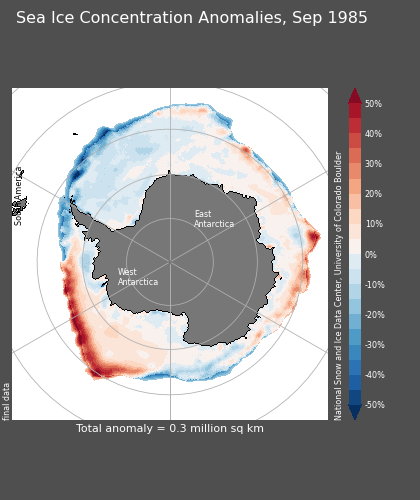 Sea Ice Concentration Anomalies, Sep 1985
South America
East
Antarctica
West
Antarctica
final data
Total anomaly = 0.3 million sq km
National Snow and Ice Data Center, University of Colorado Boulder
50%
40%
30%
20%
10%
0%
-10%
-20%
-30%
-40%
-50%